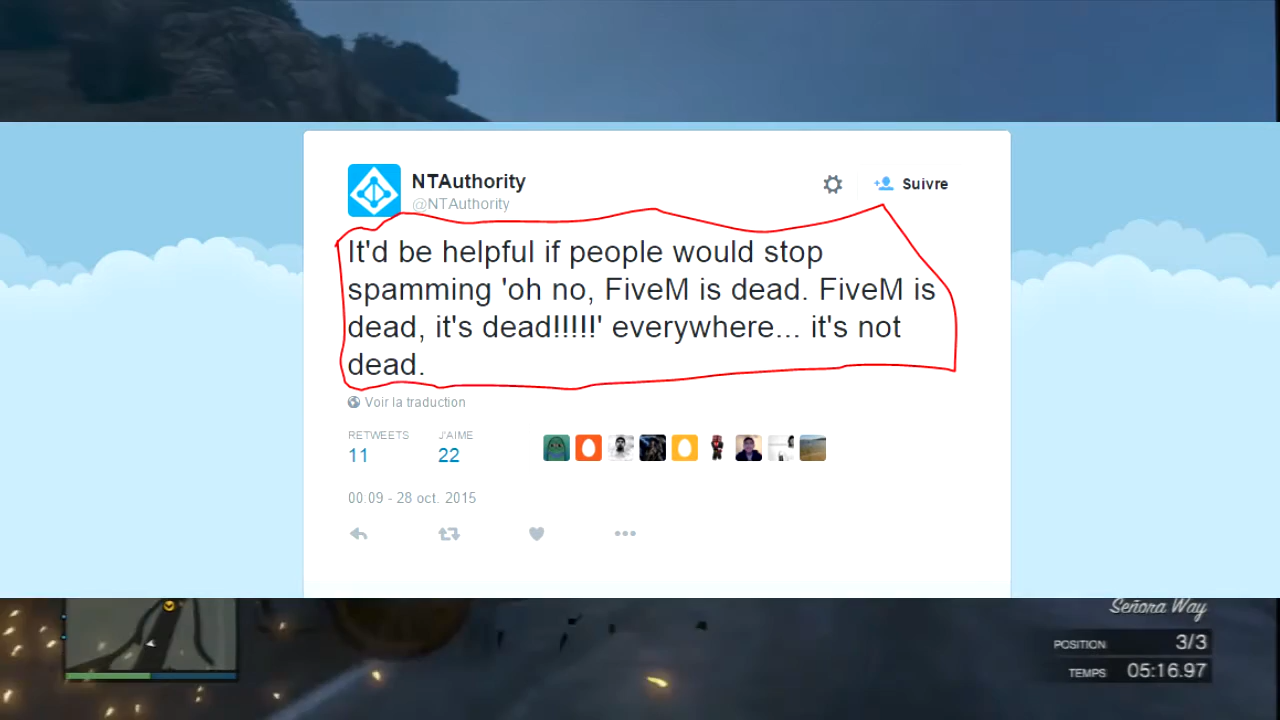 NTAuthority
@NTAuthority
Suivre
It'd be helpful if people would stop
spamming 'oh no, FiveM is dead. FiveM is
dead, it's dead!!!!!' everywhere... it's not
dead.
Voir la traduction
RETWEETS
11
J'AIME
22
00:09 - 28 oct. 2015
Señora Way
POSITION 3/3
TEMPS 05:16.97